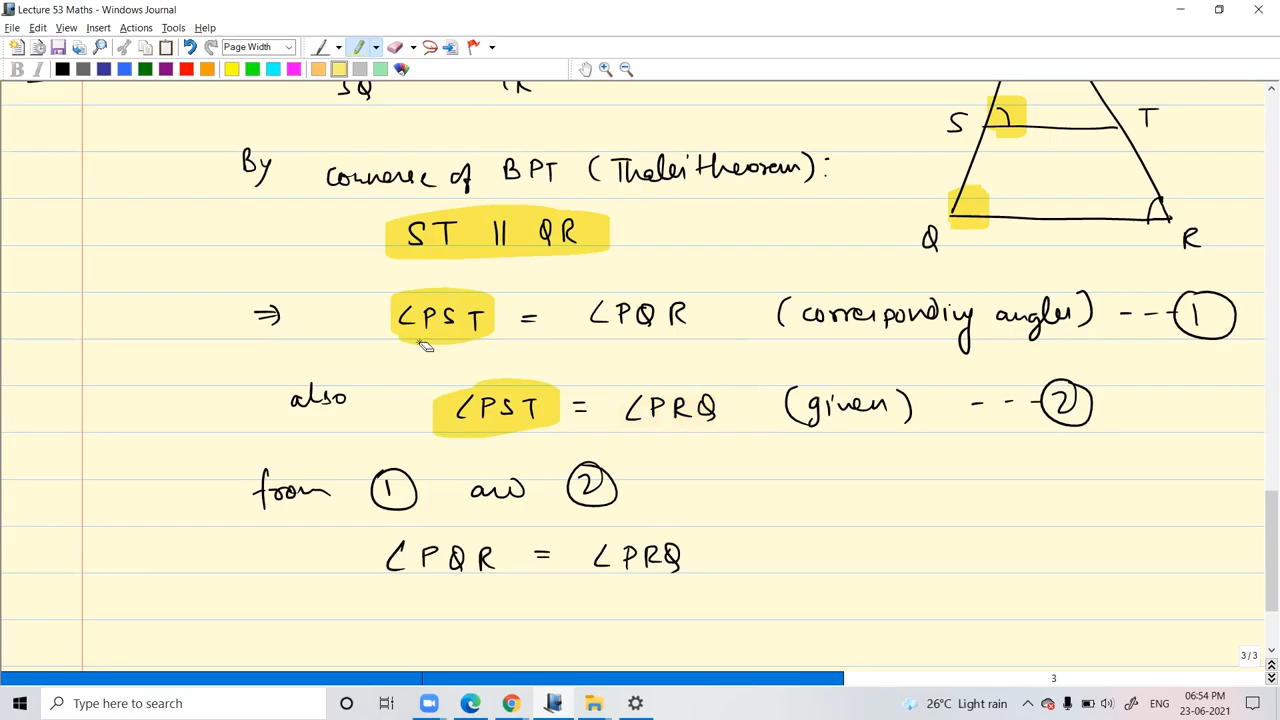 Lecture 53 Maths - Windows Journal
File Edit View Insert Actions Tools Help
Page Width
B I
SQ TR
S T
By converse of BPT (Thales theorem):
ST || QR
Q R
⇒ ∠PST = ∠PQR (corresponding angles) --- 1
also ∠PST = ∠PRQ (given) --- 2
from 1 and 2
∠PQR = ∠PRQ
3/3
3
Type here to search
26°C Light rain
ENG
06:54 PM
23-06-2021